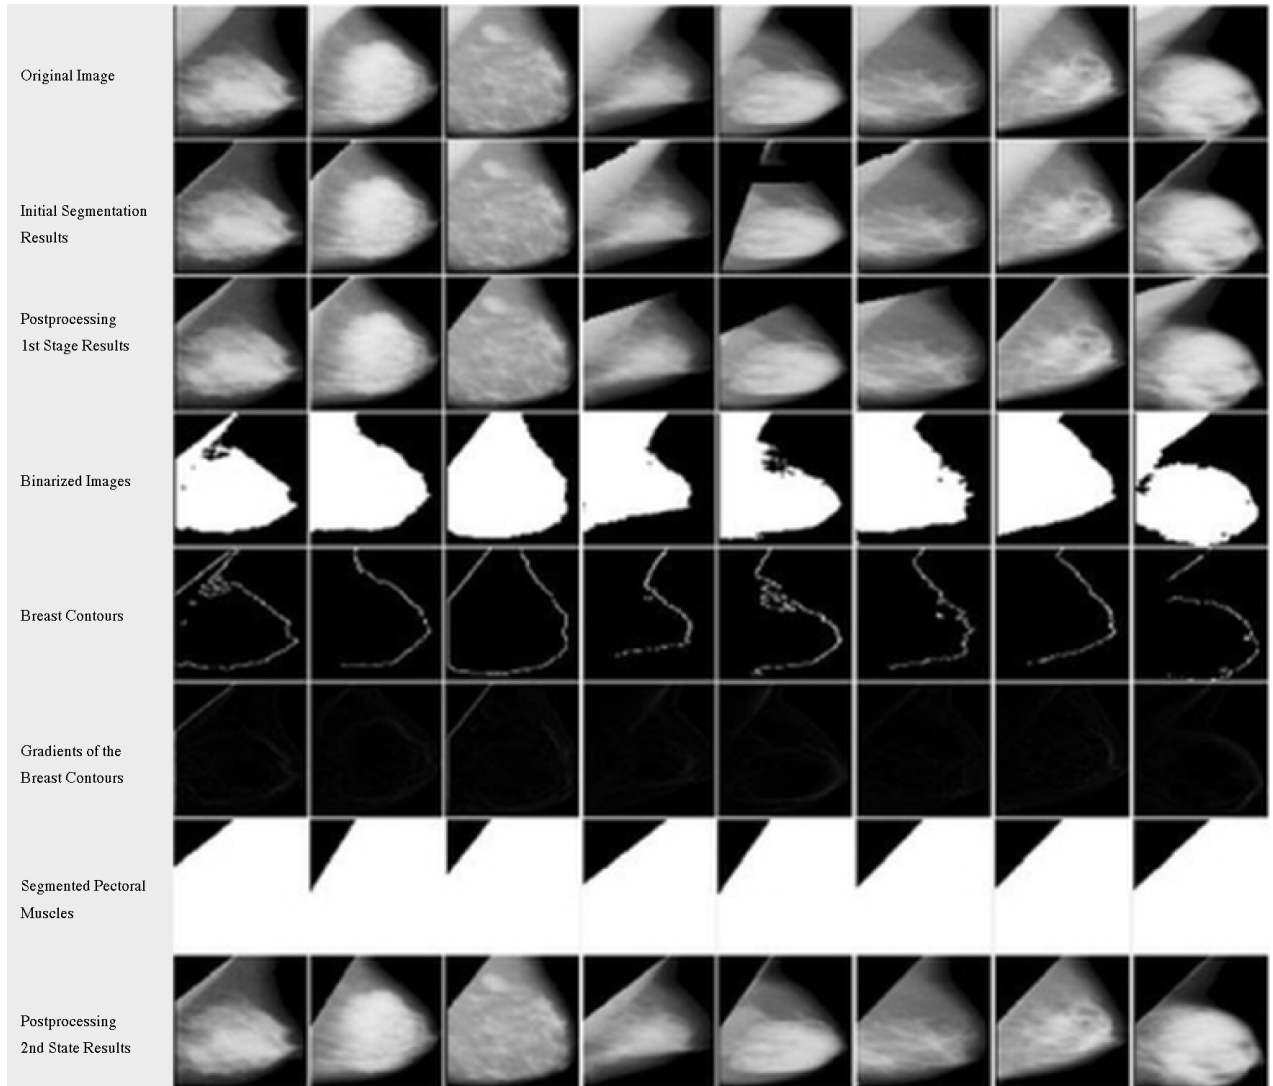 Original Image
Initial Segmentation
Results
Postprocessing
1st Stage Results
Binarized Images
Breast Contours
Gradients of the
Breast Contours
Segmented Pectoral
Muscles
Postprocessing
2nd State Results